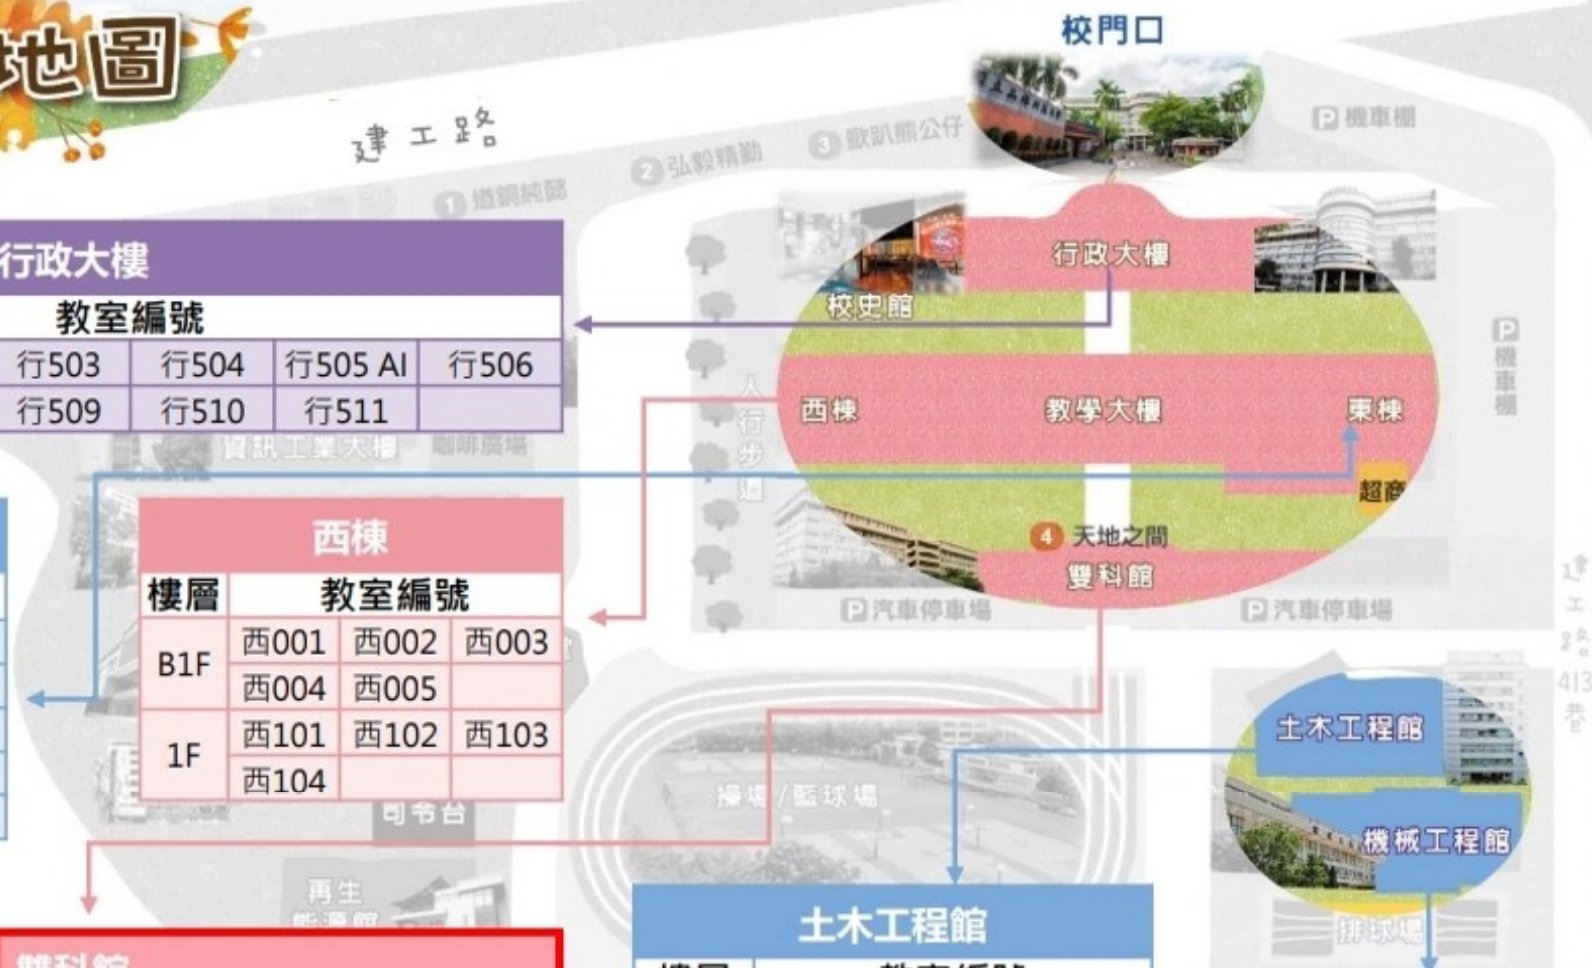 地圖
校門口
建工路
P 機車棚
3 歐趴熊公仔
2 弘毅精勤
1 道鋼純懿
行政大樓
教室編號
行503 行504 行505 AI 行506
行509 行510 行511
行政大樓
校史館
P 機車棚
人行步道
西棟 教學大樓 東棟
超商
資訊工業大樓 咖啡廣場
4 天地之間
雙科館
P 汽車停車場
P 汽車停車場
建工路413巷
西棟
樓層 教室編號
B1F 西001 西002 西003
西004 西005
1F 西101 西102 西103
西104
司令台
操場/籃球場
土木工程館
機械工程館
排球場
再生
能源館
雙科館
土木工程館
樓層 教室編號